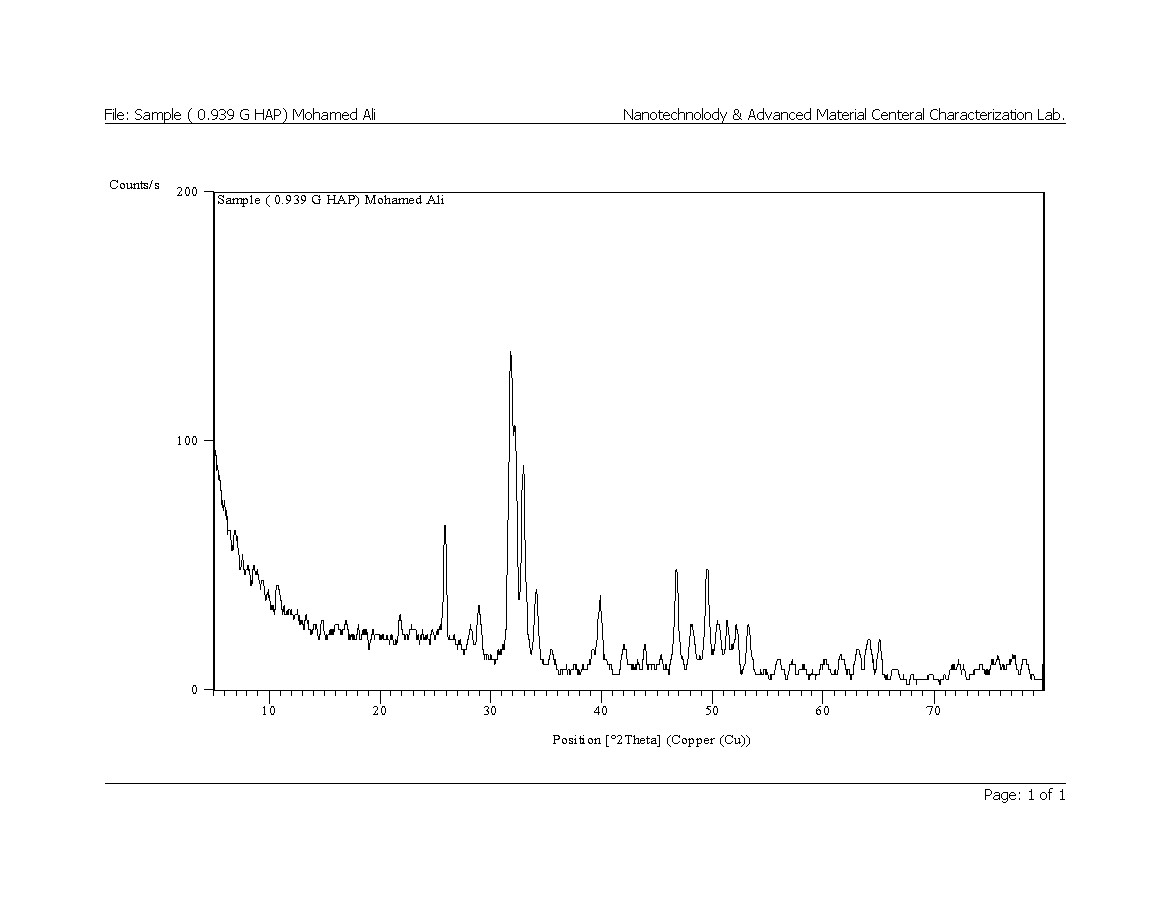 File: Sample ( 0.939 G HAP) Mohamed Ali
Nanotechnolody & Advanced Material Centeral Characterization Lab.
Counts/s
200
Sample ( 0.939 G HAP) Mohamed Ali
100
0
10 20 30 40 50 60 70
Position [°2Theta] (Copper (Cu))
Page: 1 of 1